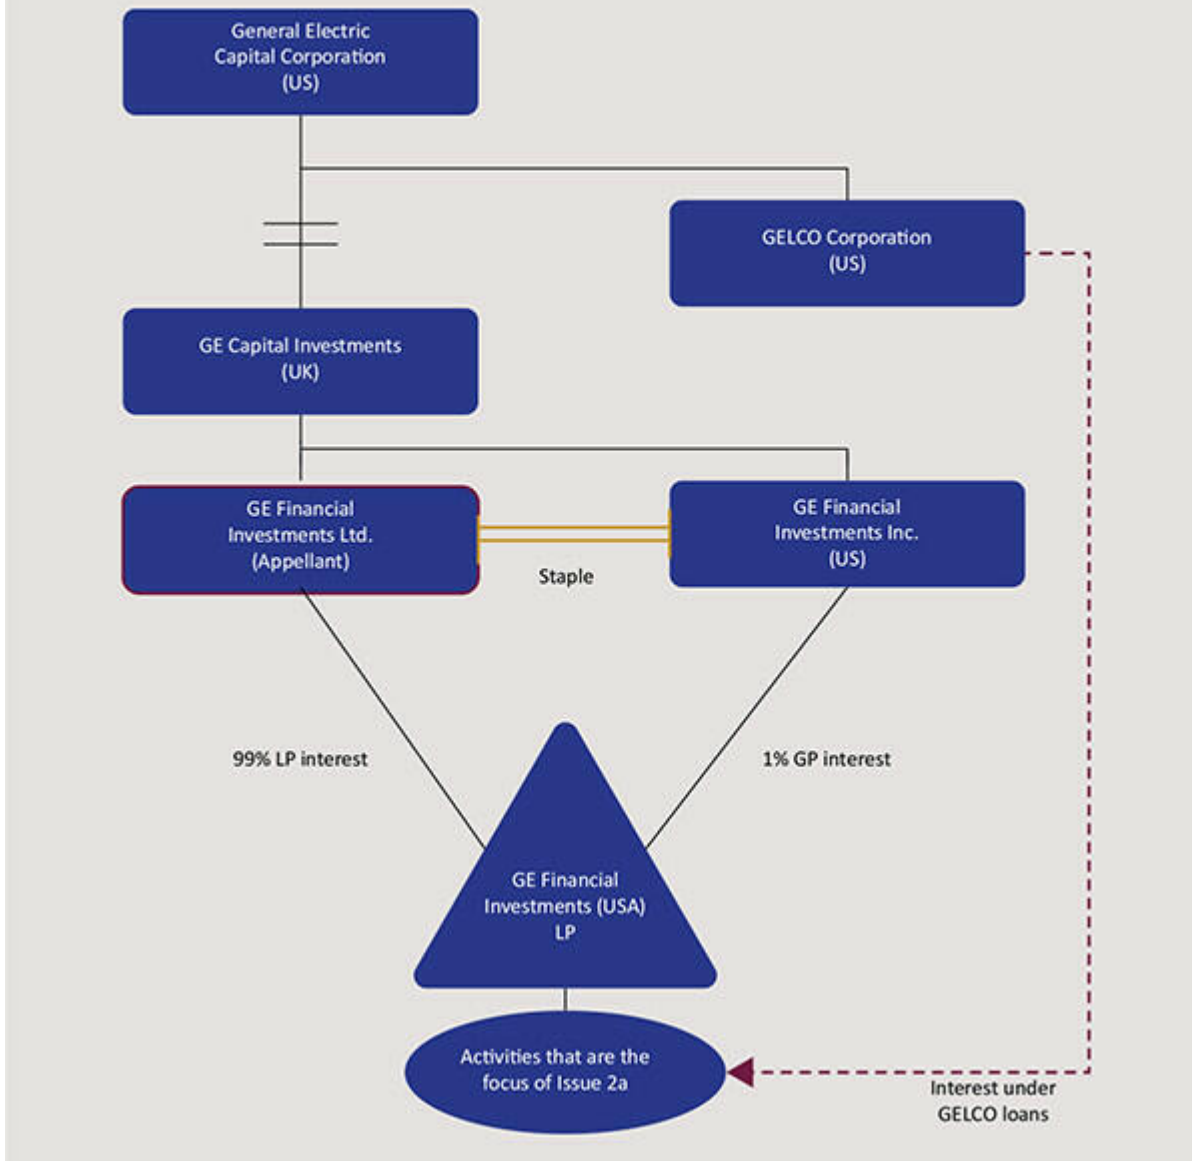 General Electric
Capital Corporation
(US)
GELCO Corporation
(US)
GE Capital Investments
(UK)
GE Financial
Investments Ltd.
(Appellant)
Staple
GE Financial
Investments Inc.
(US)
99% LP interest
1% GP interest
GE Financial
Investments (USA)
LP
Activities that are the
focus of Issue 2a
Interest under
GELCO loans